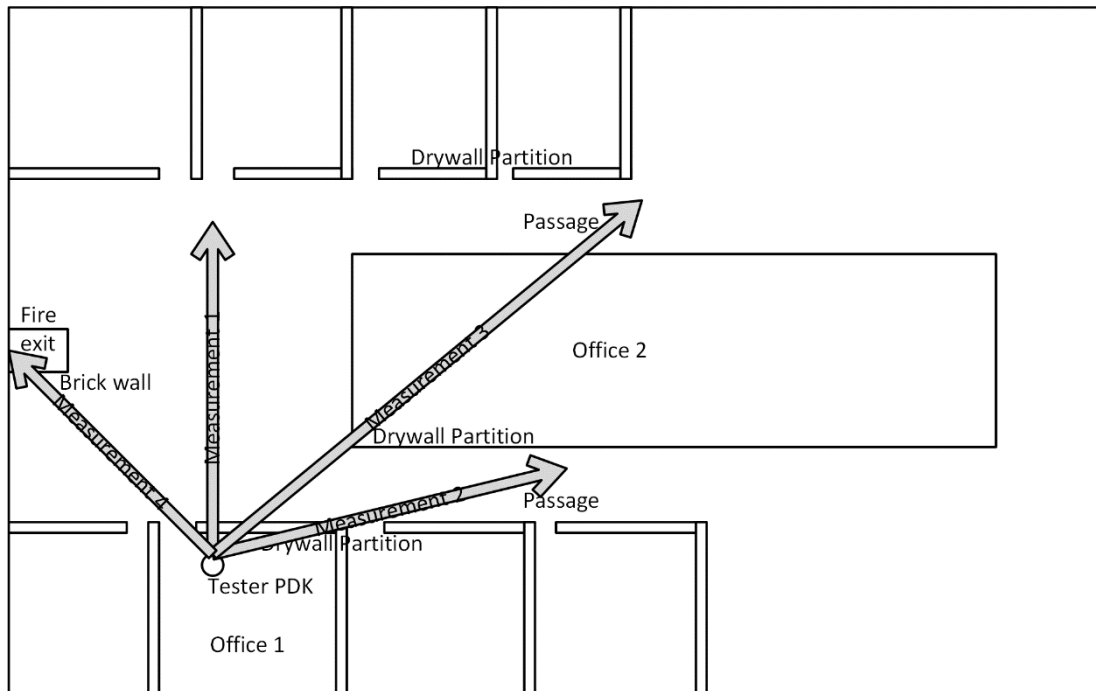 Drywall Partition
Passage
Fire
exit
Brick wall
Measurement 1
Measurement 3
Office 2
Measurement 4
Drywall Partition
Measurement 2
Passage
Drywall Partition
Tester PDK
Office 1